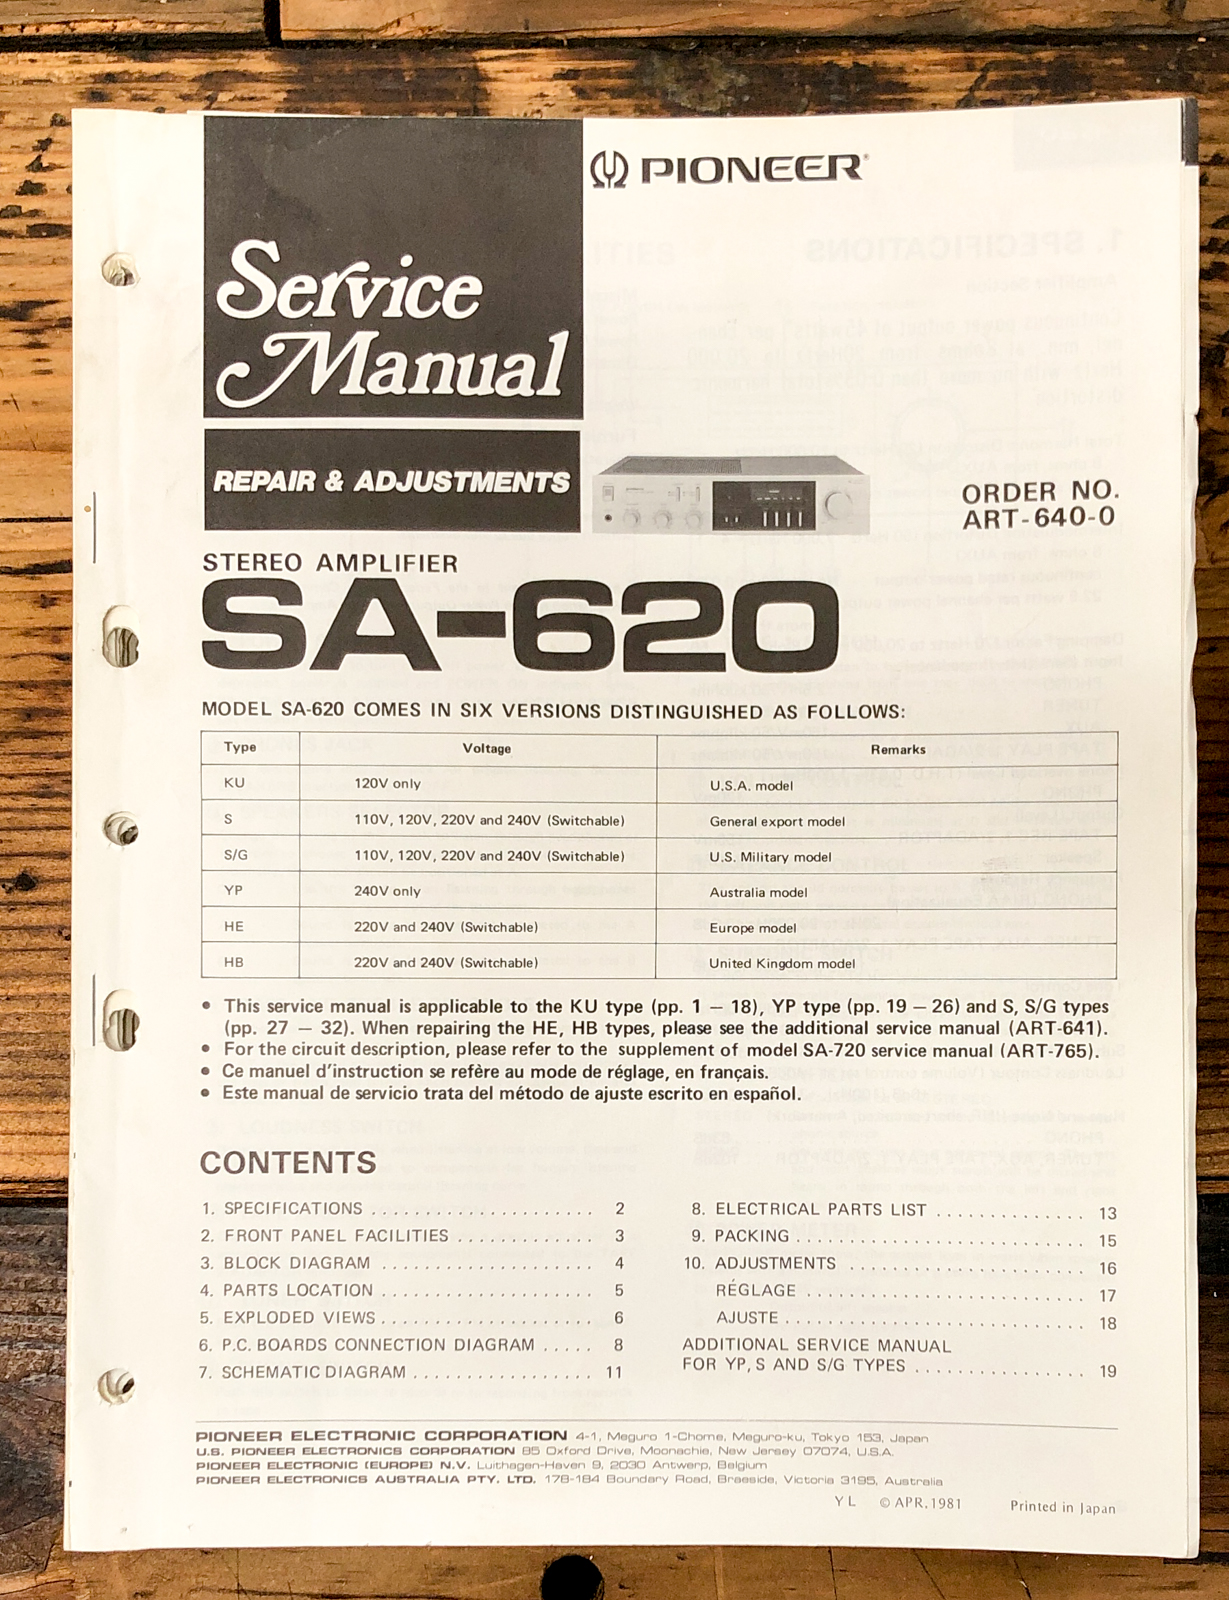 PIONEER
Service
Manual
REPAIR & ADJUSTMENTS
ORDER NO.
ART-640-0
STEREO AMPLIFIER
SA-620
MODEL SA-620 COMES IN SIX VERSIONS DISTINGUISHED AS FOLLOWS:
Type Voltage Remarks
KU 120V only U.S.A. model
S 110V, 120V, 220V and 240V (Switchable) General export model
S/G 110V, 120V, 220V and 240V (Switchable) U.S. Military model
YP 240V only Australia model
HE 220V and 240V (Switchable) Europe model
HB 220V and 240V (Switchable) United Kingdom model
• This service manual is applicable to the KU type (pp. 1 – 18), YP type (pp. 19 – 26) and S, S/G types
(pp. 27 – 32). When repairing the HE, HB types, please see the additional service manual (ART-641).
• For the circuit description, please refer to the supplement of model SA-720 service manual (ART-765).
• Ce manuel d'instruction se refère au mode de réglage, en français.
• Este manual de servicio trata del método de ajuste escrito en español.
CONTENTS
1. SPECIFICATIONS ..................... 2
2. FRONT PANEL FACILITIES ............. 3
3. BLOCK DIAGRAM .................... 4
4. PARTS LOCATION ..................... 5
5. EXPLODED VIEWS .................... 6
6. P.C. BOARDS CONNECTION DIAGRAM ..... 8
7. SCHEMATIC DIAGRAM ................. 11
8. ELECTRICAL PARTS LIST .............. 13
9. PACKING ........................... 15
10. ADJUSTMENTS ...................... 16
RÉGLAGE .......................... 17
AJUSTE ............................ 18
ADDITIONAL SERVICE MANUAL
FOR YP, S AND S/G TYPES ................ 19
PIONEER ELECTRONIC CORPORATION 4-1, Meguro 1-Chome, Meguro-ku, Tokyo 153, Japan
U.S. PIONEER ELECTRONICS CORPORATION 85 Oxford Drive, Moonachie, New Jersey 07074, U.S.A.
PIONEER ELECTRONIC (EUROPE) N.V. Luithagen-Haven 9, 2030 Antwerp, Belgium
PIONEER ELECTRONICS AUSTRALIA PTY. LTD. 178-184 Boundary Road, Braeside, Victoria 3195, Australia
YL © APR. 1981 Printed in Japan